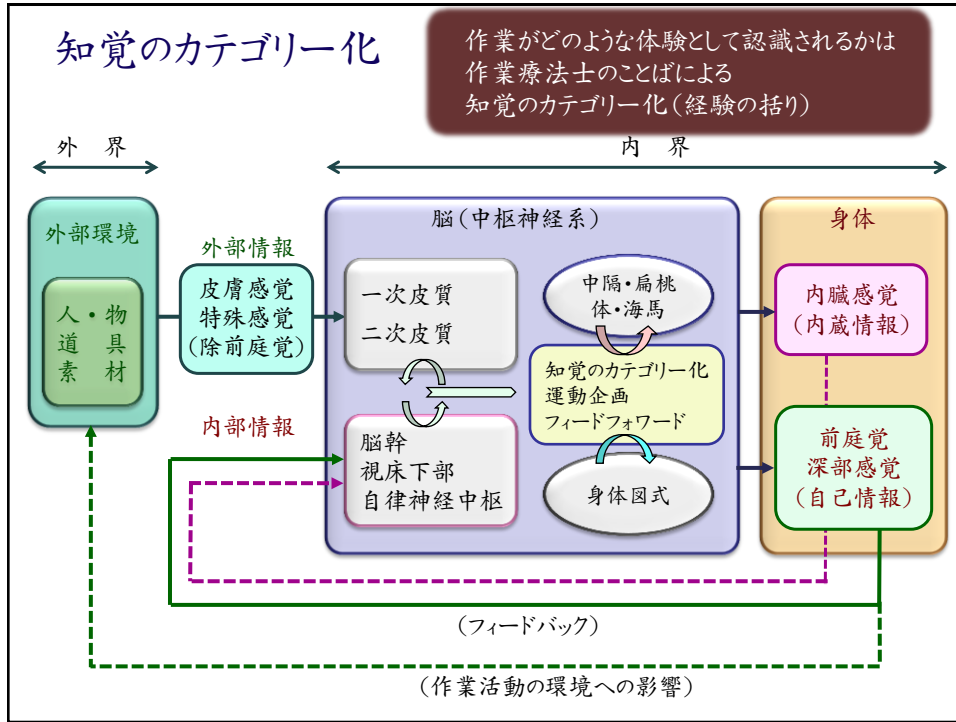 知覚のカテゴリー化
作業がどのような体験として認識されるかは
作業療法士のことばによる
知覚のカテゴリー化（経験の括り）
外　界
内　界
外部環境
人・物
道　具
素　材
外部情報
皮膚感覚
特殊感覚
(除前庭覚)
内部情報
脳（中枢神経系）
一次皮質
二次皮質
脳幹
視床下部
自律神経中枢
中隔・扁桃
体・海馬
知覚のカテゴリー化
運動企画
フィードフォワード
身体図式
身体
内臓感覚
(内蔵情報)
前庭覚
深部感覚
(自己情報)
（フィードバック）
（作業活動の環境への影響）